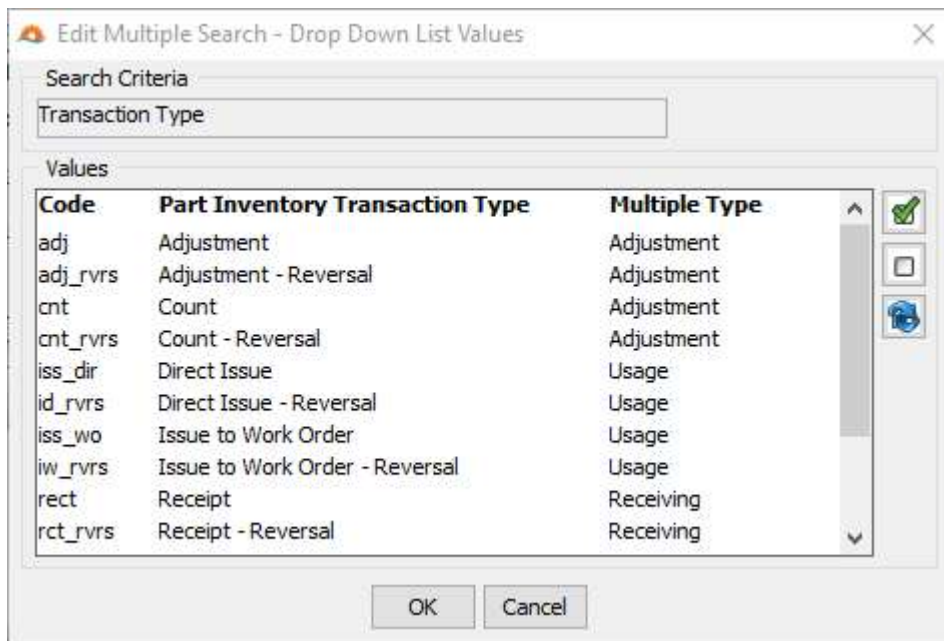 Edit Multiple Search - Drop Down List Values
Search Criteria
Transaction Type
Values
Code Part Inventory Transaction Type Multiple Type
adj Adjustment Adjustment
adj_rvrs Adjustment - Reversal Adjustment
cnt Count Adjustment
cnt_rvrs Count - Reversal Adjustment
iss_dir Direct Issue Usage
id_rvrs Direct Issue - Reversal Usage
iss_wo Issue to Work Order Usage
iw_rvrs Issue to Work Order - Reversal Usage
rect Receipt Receiving
rct_rvrs Receipt - Reversal Receiving
OK Cancel